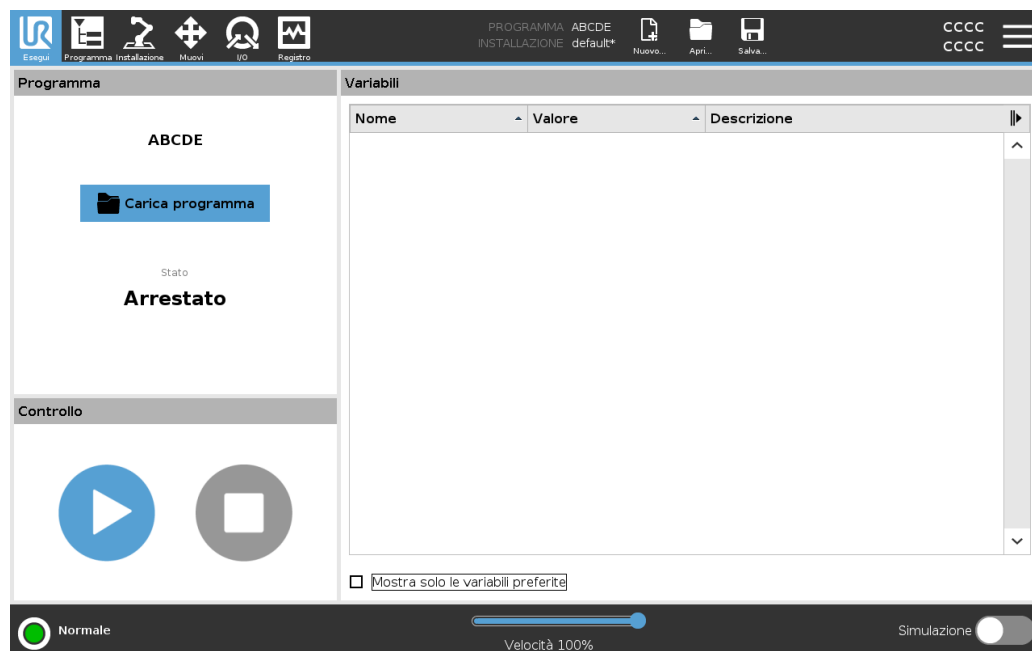 UR
Esegui
Programma
Installazione
Muovi
I/O
Registro
PROGRAMMA ABCDE
INSTALLAZIONE default*
Nuovo...
Apri...
Salva...
CCCC
CCCC
Programma
Variabili
Nome
Valore
Descrizione
ABCDE
Carica programma
Stato
Arrestato
Controllo
Mostra solo le variabili preferite
Normale
Velocità 100%
Simulazione